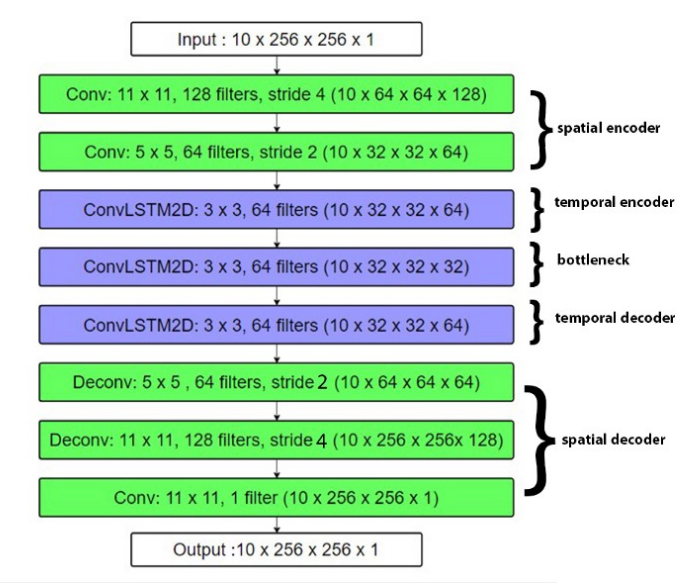 Input : 10 x 256 x 256 x 1
Conv: 11 x 11, 128 filters, stride 4 (10 x 64 x 64 x 128)
spatial encoder
Conv: 5 x 5, 64 filters, stride 2 (10 x 32 x 32 x 64)
ConvLSTM2D: 3 x 3, 64 filters (10 x 32 x 32 x 64)
temporal encoder
ConvLSTM2D: 3 x 3, 64 filters (10 x 32 x 32 x 32)
bottleneck
ConvLSTM2D: 3 x 3, 64 filters (10 x 32 x 32 x 64)
temporal decoder
Deconv: 5 x 5 , 64 filters, stride 2 (10 x 64 x 64 x 64)
Deconv: 11 x 11, 128 filters, stride 4 (10 x 256 x 256x 128)
spatial decoder
Conv: 11 x 11, 1 filter (10 x 256 x 256 x 1)
Output :10 x 256 x 256 x 1